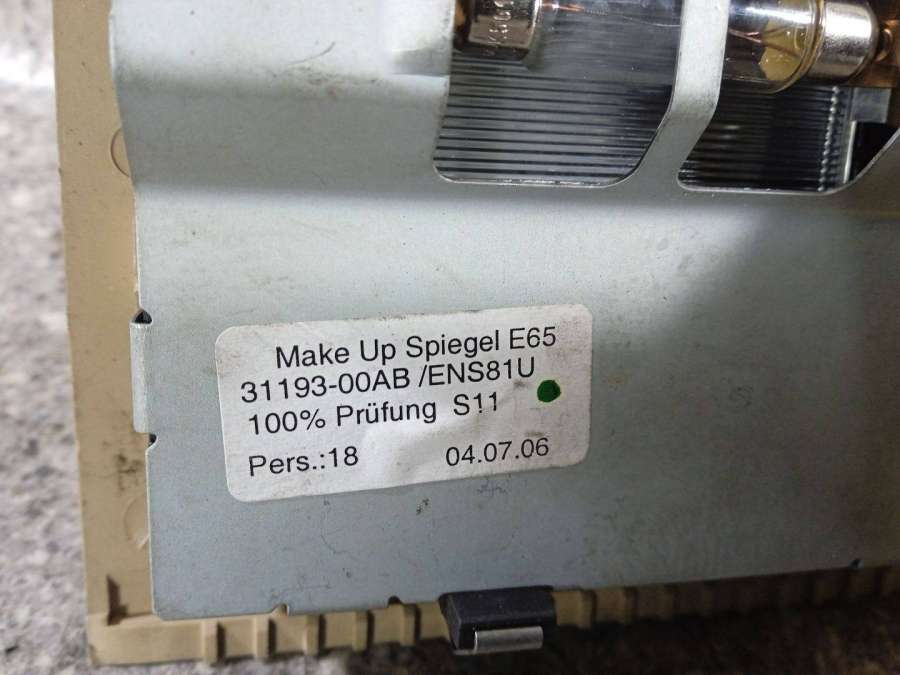 Make Up Spiegel E65
31193-00AB /ENS81U
100% Prüfung S11
Pers.:18 04.07.06